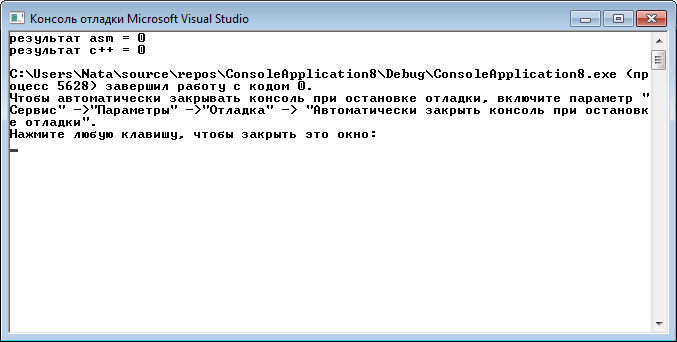 Консоль отладки Microsoft Visual Studio
результат asm = 0
результат c++ = 0
C:\Users\Nata\source\repos\ConsoleApplication8\Debug\ConsoleApplication8.exe (пр
оцесс 5628) завершил работу с кодом 0.
Чтобы автоматически закрывать консоль при остановке отладки, включите параметр "
Сервис" ->"Параметры" ->"Отладка" -> "Автоматически закрыть консоль при остановк
е отладки".
Нажмите любую клавишу, чтобы закрыть это окно: